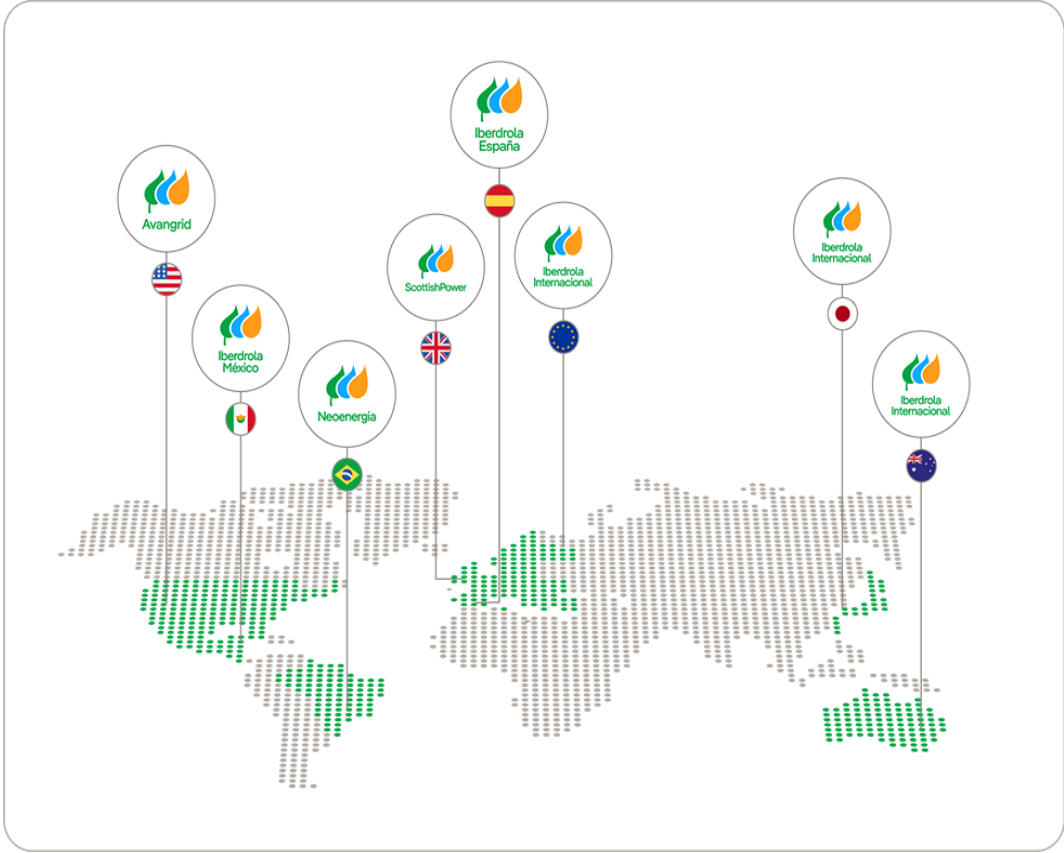 Iberdrola
España
Avangrid
ScottishPower
Iberdrola
Internacional
Iberdrola
Internacional
Iberdrola
México
Neoenergia
Iberdrola
Internacional